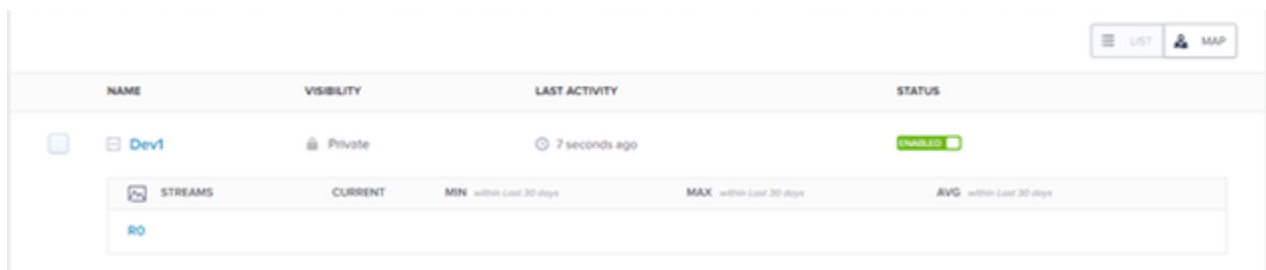 LIST MAP
NAME VISIBILITY LAST ACTIVITY STATUS
Dev1 Private 7 seconds ago ENABLED
STREAMS CURRENT MIN within Last 30 days MAX within Last 30 days AVG within Last 30 days
RO